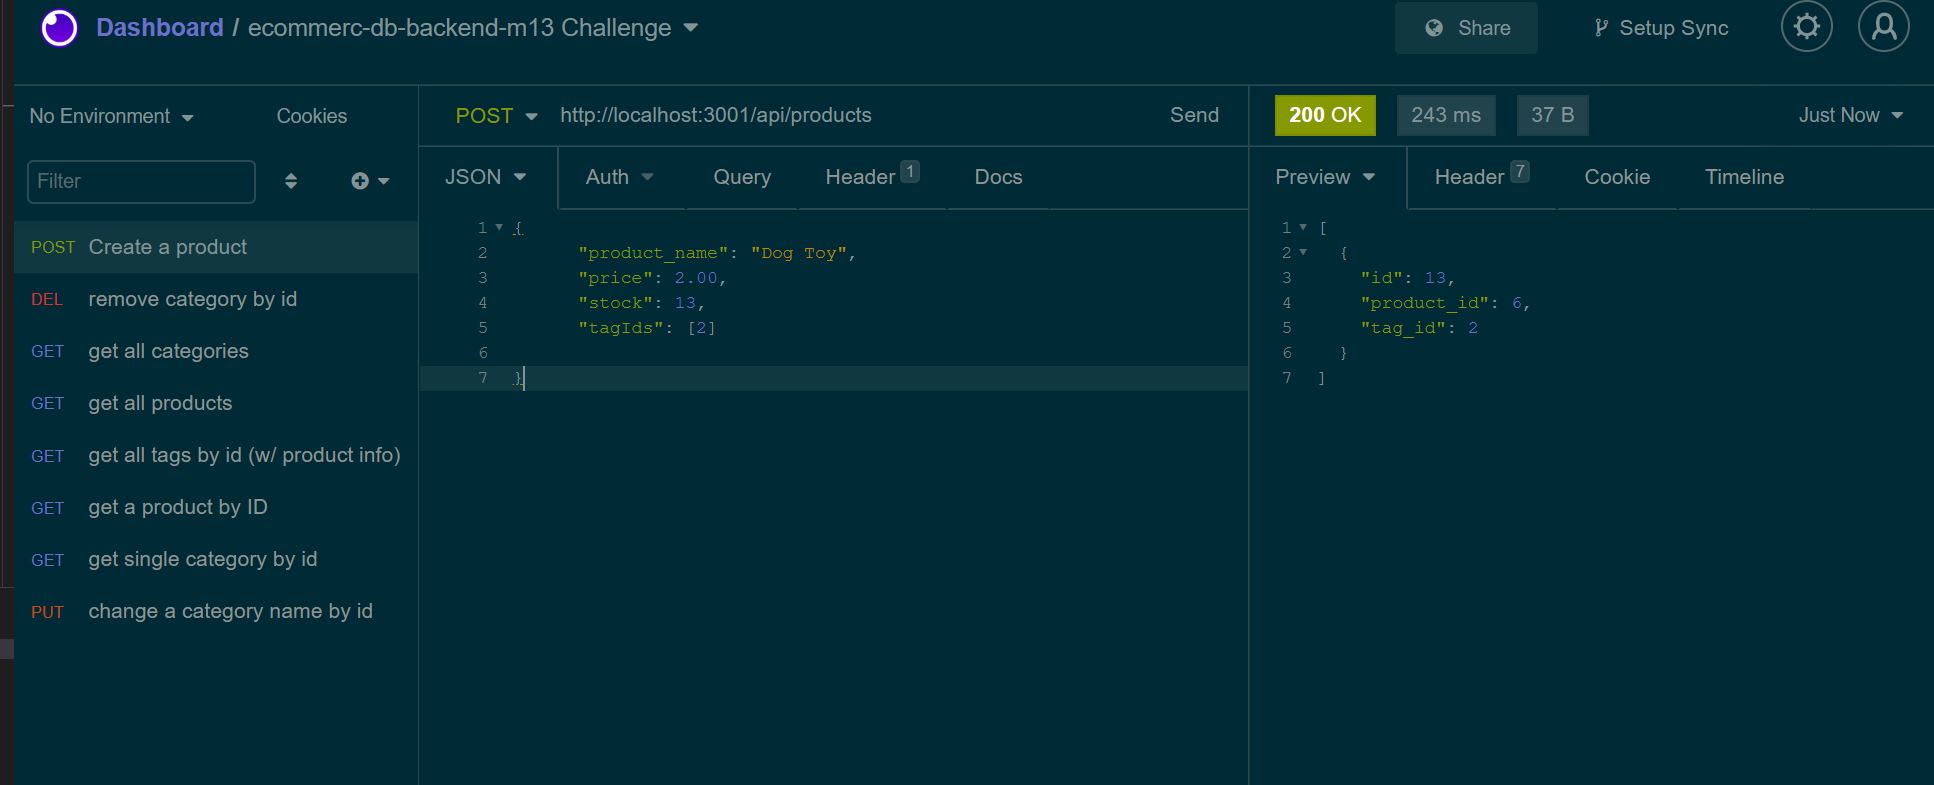 Dashboard / ecommerc-db-backend-m13 Challenge
Share
Setup Sync
No Environment
Cookies
Filter
POST Create a product
DEL remove category by id
GET get all categories
GET get all products
GET get all tags by id (w/ product info)
GET get a product by ID
GET get single category by id
PUT change a category name by id
POST http://localhost:3001/api/products Send
JSON Auth Query Header 1 Docs
1 {
2 "product_name": "Dog Toy",
3 "price": 2.00,
4 "stock": 13,
5 "tagIds": [2]
6
7 }
200 OK 243 ms 37 B Just Now
Preview Header 7 Cookie Timeline
1 [
2 {
3 "id": 13,
4 "product_id": 6,
5 "tag_id": 2
6 }
7 ]